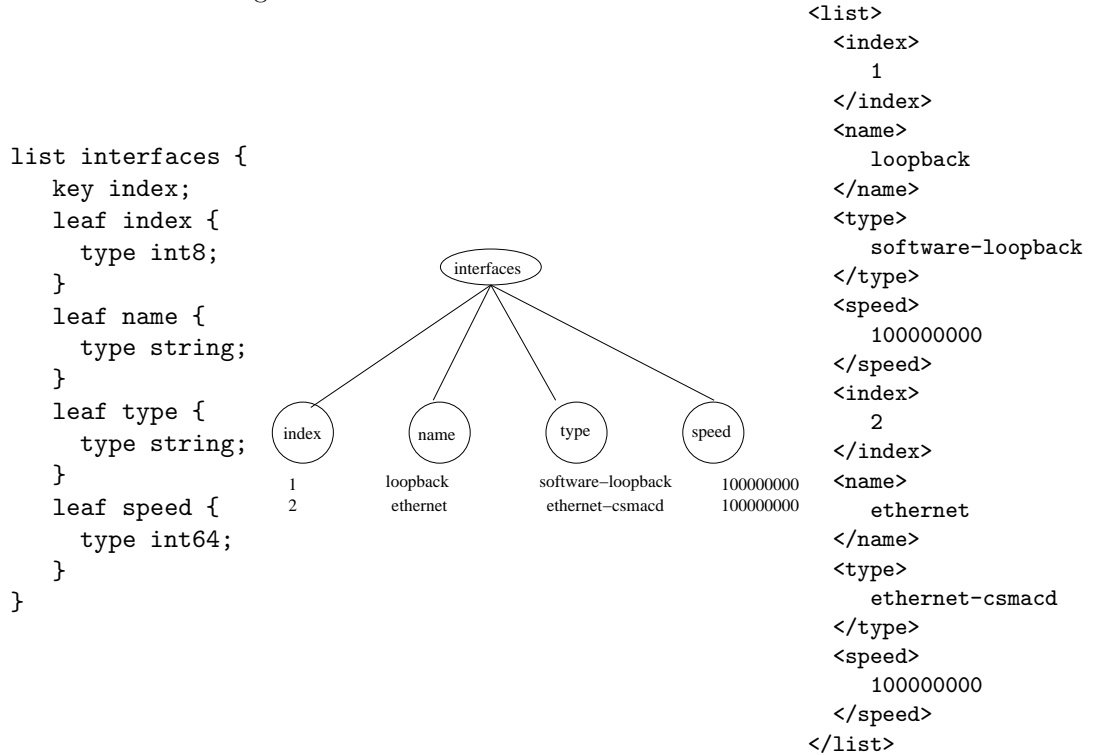 list interfaces {
key index;
leaf index {
type int8;
}
leaf name {
type string;
}
leaf type {
type string;
}
leaf speed {
type int64;
}
}
interfaces
index
name
type
speed
1 loopback software−loopback 100000000
2 ethernet ethernet−csmacd 100000000
<list>
<index>
1
</index>
<name>
loopback
</name>
<type>
software-loopback
</type>
<speed>
100000000
</speed>
<index>
2
</index>
<name>
ethernet
</name>
<type>
ethernet-csmacd
</type>
<speed>
100000000
</speed>
</list>